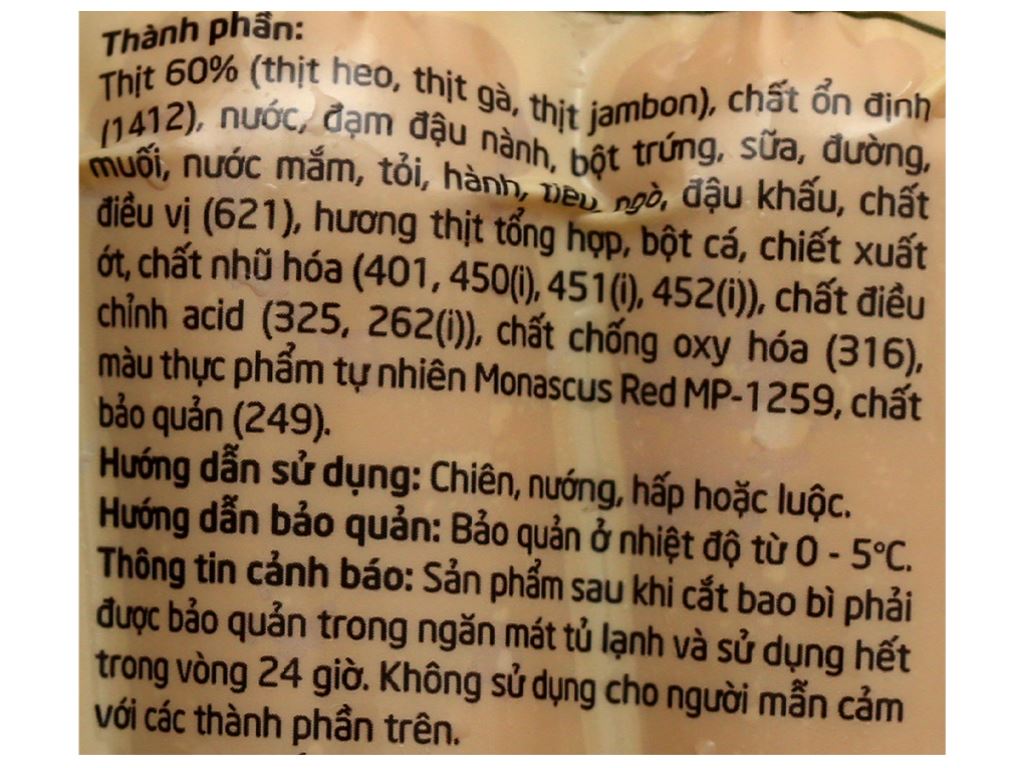 Thành phần:
Thịt 60% (thịt heo, thịt gà, thịt jambon), chất ổn định
(1412), nước, đạm đậu nành, bột trứng, sữa, đường,
muối, nước mắm, tỏi, hành, tiêu, ngò, đậu khấu, chất
điều vị (621), hương thịt tổng hợp, bột cá, chiết xuất
ớt, chất nhũ hóa (401, 450(i), 451(i), 452(i)), chất điều
chỉnh acid (325, 262(i)), chất chống oxy hóa (316),
màu thực phẩm tự nhiên Monascus Red MP-1259, chất
bảo quản (249).
Hướng dẫn sử dụng: Chiên, nướng, hấp hoặc luộc.
Hướng dẫn bảo quản: Bảo quản ở nhiệt độ từ 0 - 5°C.
Thông tin cảnh báo: Sản phẩm sau khi cắt bao bì phải
được bảo quản trong ngăn mát tủ lạnh và sử dụng hết
trong vòng 24 giờ. Không sử dụng cho người mẫn cảm
với các thành phần trên.